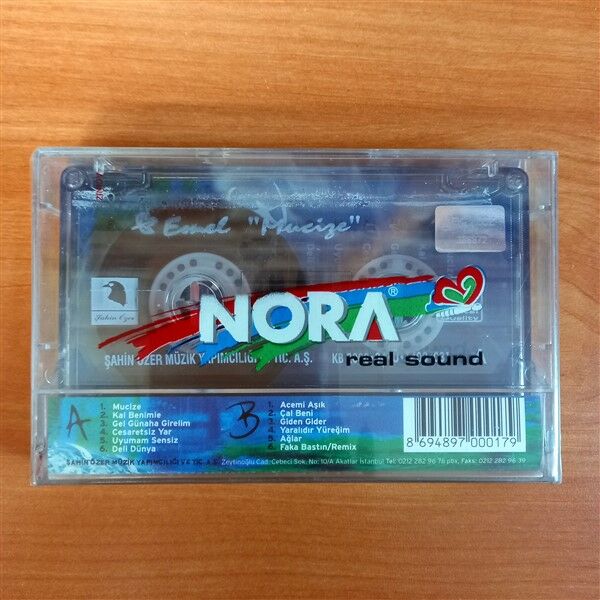 & Emel "Mucize"
NORA®
real sound
Şahin Özer
ŞAHİN ÖZER MÜZİK YAPIMCILIĞI TİC. A.Ş.
KB
A
1. Mucize
2. Kal Benimle
3. Gel Günaha Girelim
4. Cesaretsiz Yar
5. Uyumam Sensiz
6. Deli Dünya
B
1. Acemi Aşık
2. Çal Beni
3. Giden Gider
4. Yaralıdır Yüreğim
5. Ağlar
6. Faka Bastın/Remix
8 694897 000179
ŞAHİN ÖZER MÜZİK YAPIMCILIĞI VE TİC. A.Ş. Zeytinoğlu Cad. Cebeci Sok. No: 10/A Akatlar İstanbul Tel: 0212 282 96 78 pbx, Faks: 0212 282 96 39